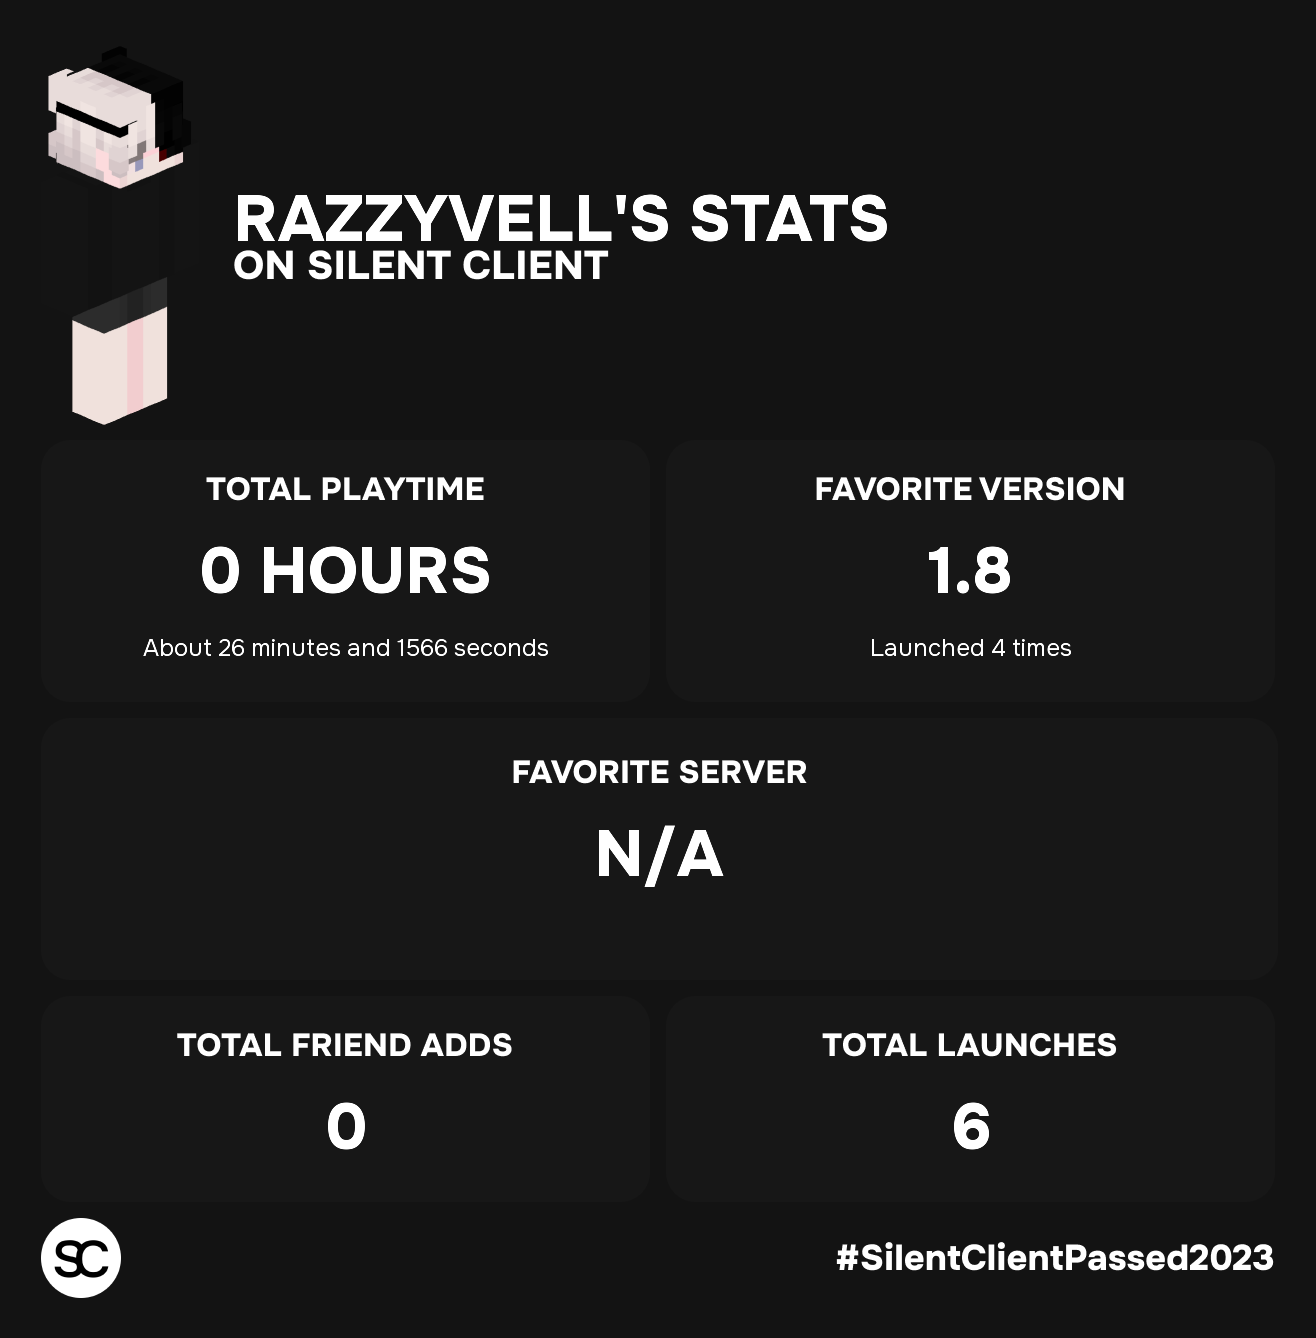 RAZZYVELL'S STATS
ON SILENT CLIENT
TOTAL PLAYTIME
0 HOURS
About 26 minutes and 1566 seconds
FAVORITE VERSION
1.8
Launched 4 times
FAVORITE SERVER
N/A
TOTAL FRIEND ADDS
0
TOTAL LAUNCHES
6
SC
#SilentClientPassed2023